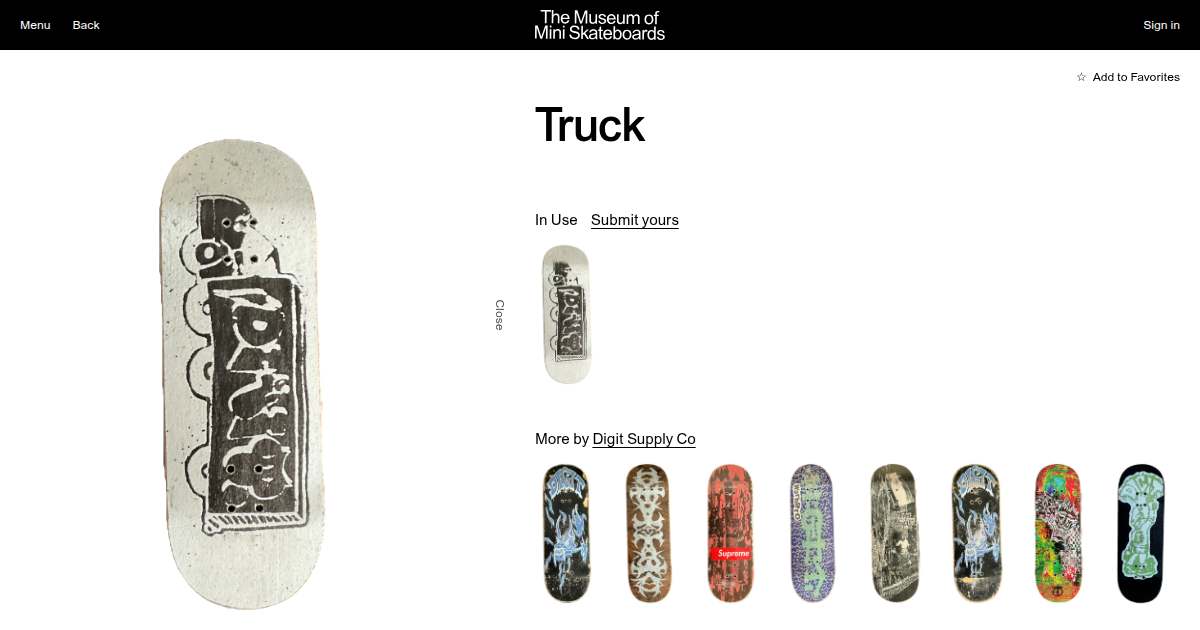 Menu
Back
The Museum of
Mini Skateboards
Sign in
☆ Add to Favorites
Truck
In Use
Submit yours
Close
More by Digit Supply Co
Supreme